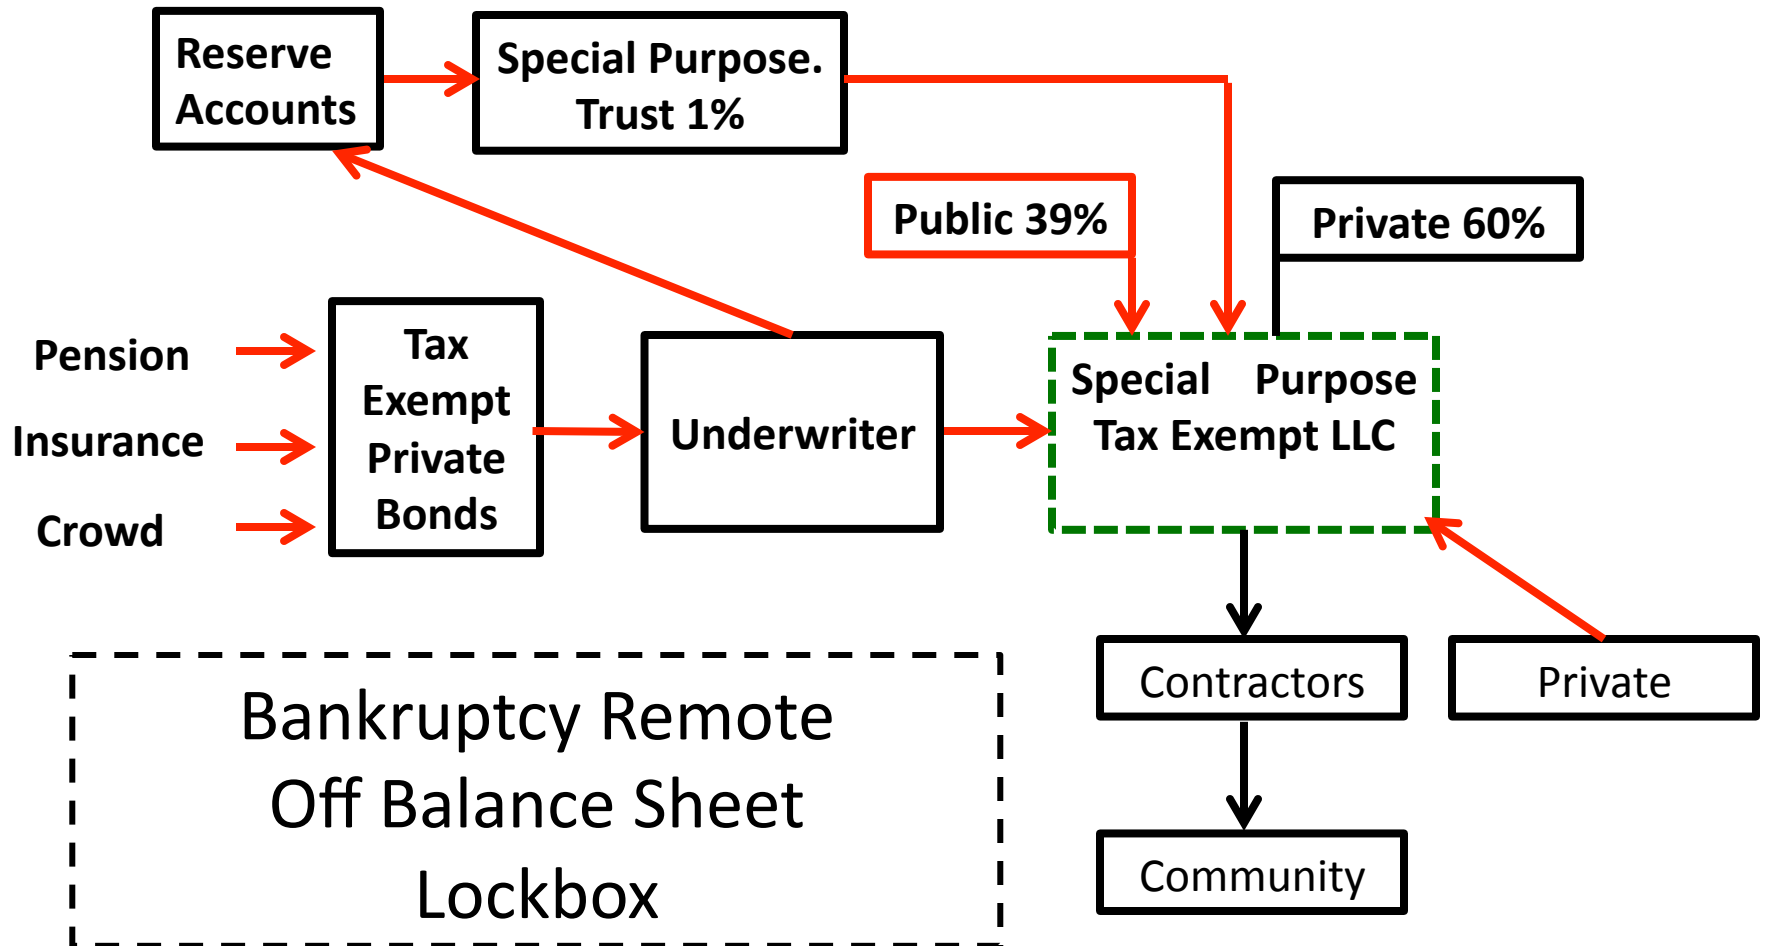 Reserve
Accounts
Special Purpose.
Trust 1%
Public 39%
Private 60%
Pension
Insurance
Crowd
Tax
Exempt
Private
Bonds
Underwriter
Special Purpose
Tax Exempt LLC
Contractors
Private
Community
Bankruptcy Remote
Off Balance Sheet
Lockbox